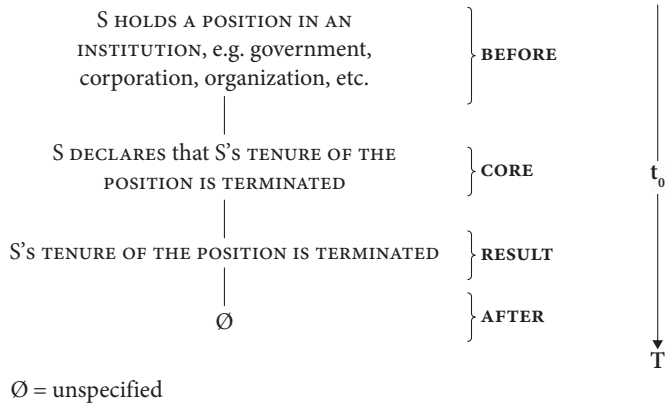 S HOLDS A POSITION IN AN
INSTITUTION, e.g. government,
corporation, organization, etc.
BEFORE
S DECLARES that S'S TENURE OF THE
POSITION IS TERMINATED
CORE
t0
S'S TENURE OF THE POSITION IS TERMINATED
RESULT
Ø
AFTER
T
Ø = unspecified